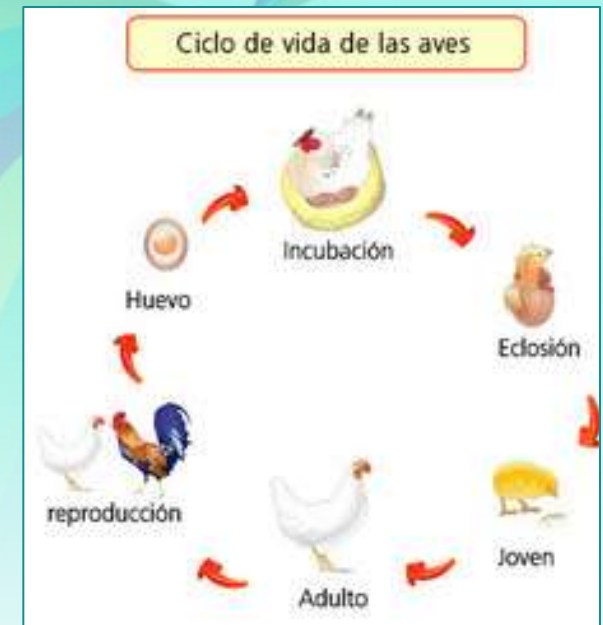 Ciclo de vida de las aves
Incubación
Huevo
Eclosión
reproducción
Joven
Adulto